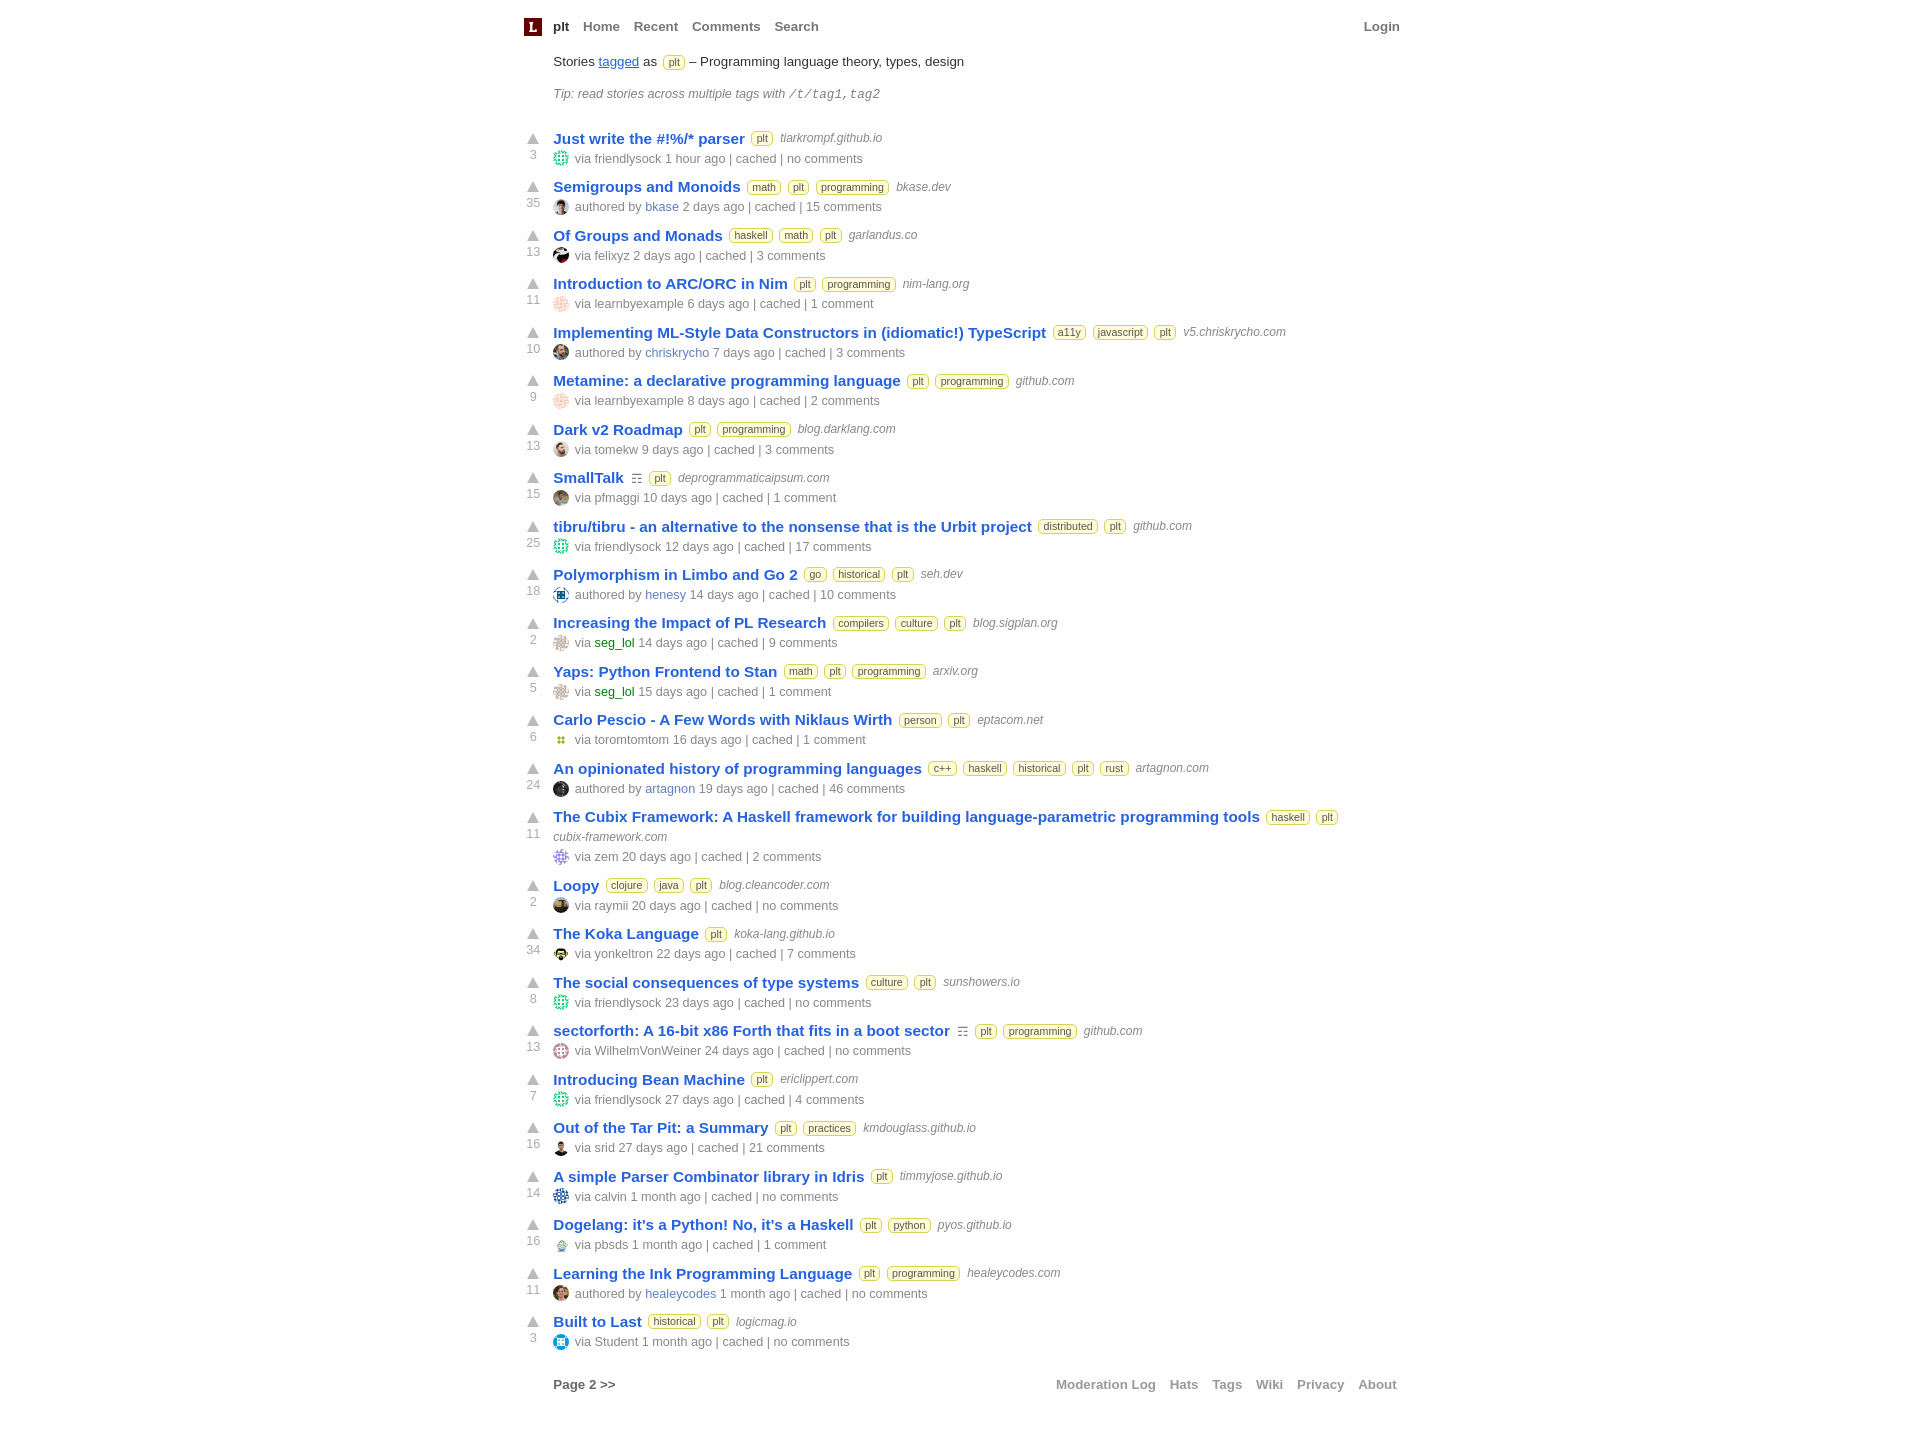 L plt Home Recent Comments Search Login
Stories tagged as plt – Programming language theory, types, design
Tip: read stories across multiple tags with /t/tag1,tag2
Just write the #!%/* parser plt tiarkrompf.github.io
3 via friendlysock 1 hour ago | cached | no comments
Semigroups and Monoids math plt programming bkase.dev
35 authored by bkase 2 days ago | cached | 15 comments
Of Groups and Monads haskell math plt garlandus.co
13 via felixyz 2 days ago | cached | 3 comments
Introduction to ARC/ORC in Nim plt programming nim-lang.org
11 via learnbyexample 6 days ago | cached | 1 comment
Implementing ML-Style Data Constructors in (idiomatic!) TypeScript a11y javascript plt v5.chriskrycho.com
10 authored by chriskrycho 7 days ago | cached | 3 comments
Metamine: a declarative programming language plt programming github.com
9 via learnbyexample 8 days ago | cached | 2 comments
Dark v2 Roadmap plt programming blog.darklang.com
13 via tomekw 9 days ago | cached | 3 comments
SmallTalk ☶ plt deprogrammaticaipsum.com
15 via pfmaggi 10 days ago | cached | 1 comment
tibru/tibru - an alternative to the nonsense that is the Urbit project distributed plt github.com
25 via friendlysock 12 days ago | cached | 17 comments
Polymorphism in Limbo and Go 2 go historical plt seh.dev
18 authored by henesy 14 days ago | cached | 10 comments
Increasing the Impact of PL Research compilers culture plt blog.sigplan.org
2 via seg_lol 14 days ago | cached | 9 comments
Yaps: Python Frontend to Stan math plt programming arxiv.org
5 via seg_lol 15 days ago | cached | 1 comment
Carlo Pescio - A Few Words with Niklaus Wirth person plt eptacom.net
6 via toromtomtom 16 days ago | cached | 1 comment
An opinionated history of programming languages c++ haskell historical plt rust artagnon.com
24 authored by artagnon 19 days ago | cached | 46 comments
The Cubix Framework: A Haskell framework for building language-parametric programming tools haskell plt
11 cubix-framework.com
via zem 20 days ago | cached | 2 comments
Loopy clojure java plt blog.cleancoder.com
2 via raymii 20 days ago | cached | no comments
The Koka Language plt koka-lang.github.io
34 via yonkeltron 22 days ago | cached | 7 comments
The social consequences of type systems culture plt sunshowers.io
8 via friendlysock 23 days ago | cached | no comments
sectorforth: A 16-bit x86 Forth that fits in a boot sector ☶ plt programming github.com
13 via WilhelmVonWeiner 24 days ago | cached | no comments
Introducing Bean Machine plt ericlippert.com
7 via friendlysock 27 days ago | cached | 4 comments
Out of the Tar Pit: a Summary plt practices kmdouglass.github.io
16 via srid 27 days ago | cached | 21 comments
A simple Parser Combinator library in Idris plt timmyjose.github.io
14 via calvin 1 month ago | cached | no comments
Dogelang: it's a Python! No, it's a Haskell plt python pyos.github.io
16 via pbsds 1 month ago | cached | 1 comment
Learning the Ink Programming Language plt programming healeycodes.com
11 authored by healeycodes 1 month ago | cached | no comments
Built to Last historical plt logicmag.io
3 via Student 1 month ago | cached | no comments
Page 2 >> Moderation Log Hats Tags Wiki Privacy About